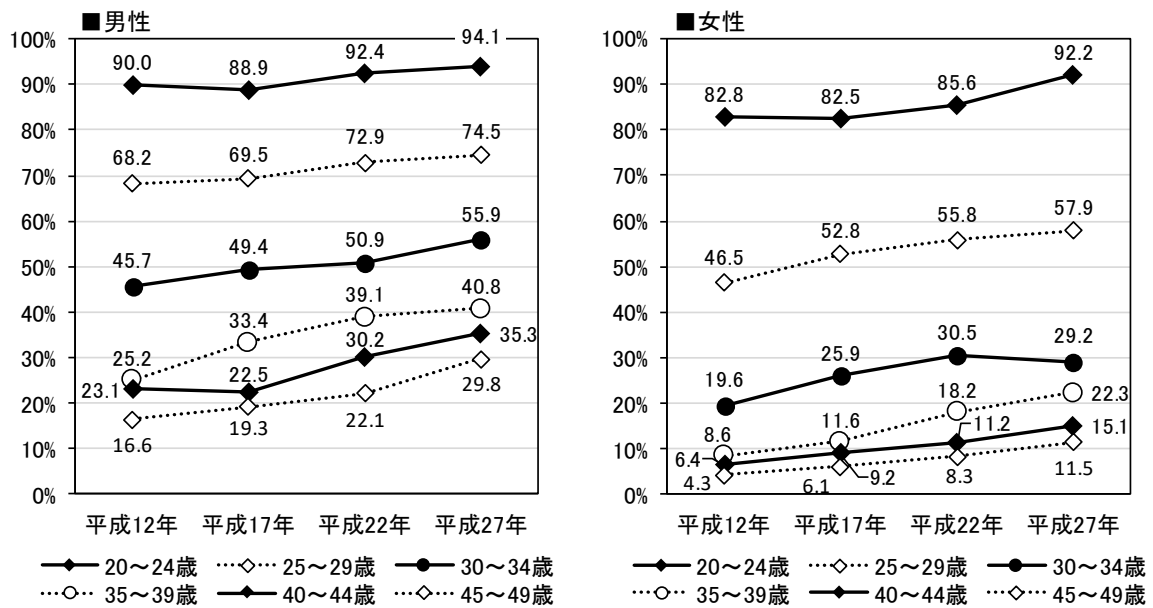 ■男性
100%
90%
80%
70%
60%
50%
40%
30%
20%
10%
0%
90.0 88.9 92.4 94.1
68.2 69.5 72.9 74.5
45.7 49.4 50.9 55.9
25.2 33.4 39.1 40.8
23.1 22.5 30.2 35.3
16.6 19.3 22.1 29.8
平成12年 平成17年 平成22年 平成27年
20～24歳 25～29歳 30～34歳
35～39歳 40～44歳 45～49歳
■女性
100%
90%
80%
70%
60%
50%
40%
30%
20%
10%
0%
82.8 82.5 85.6 92.2
46.5 52.8 55.8 57.9
19.6 25.9 30.5 29.2
8.6 11.6 18.2 22.3
6.4 9.2 11.2 15.1
4.3 6.1 8.3 11.5
平成12年 平成17年 平成22年 平成27年
20～24歳 25～29歳 30～34歳
35～39歳 40～44歳 45～49歳